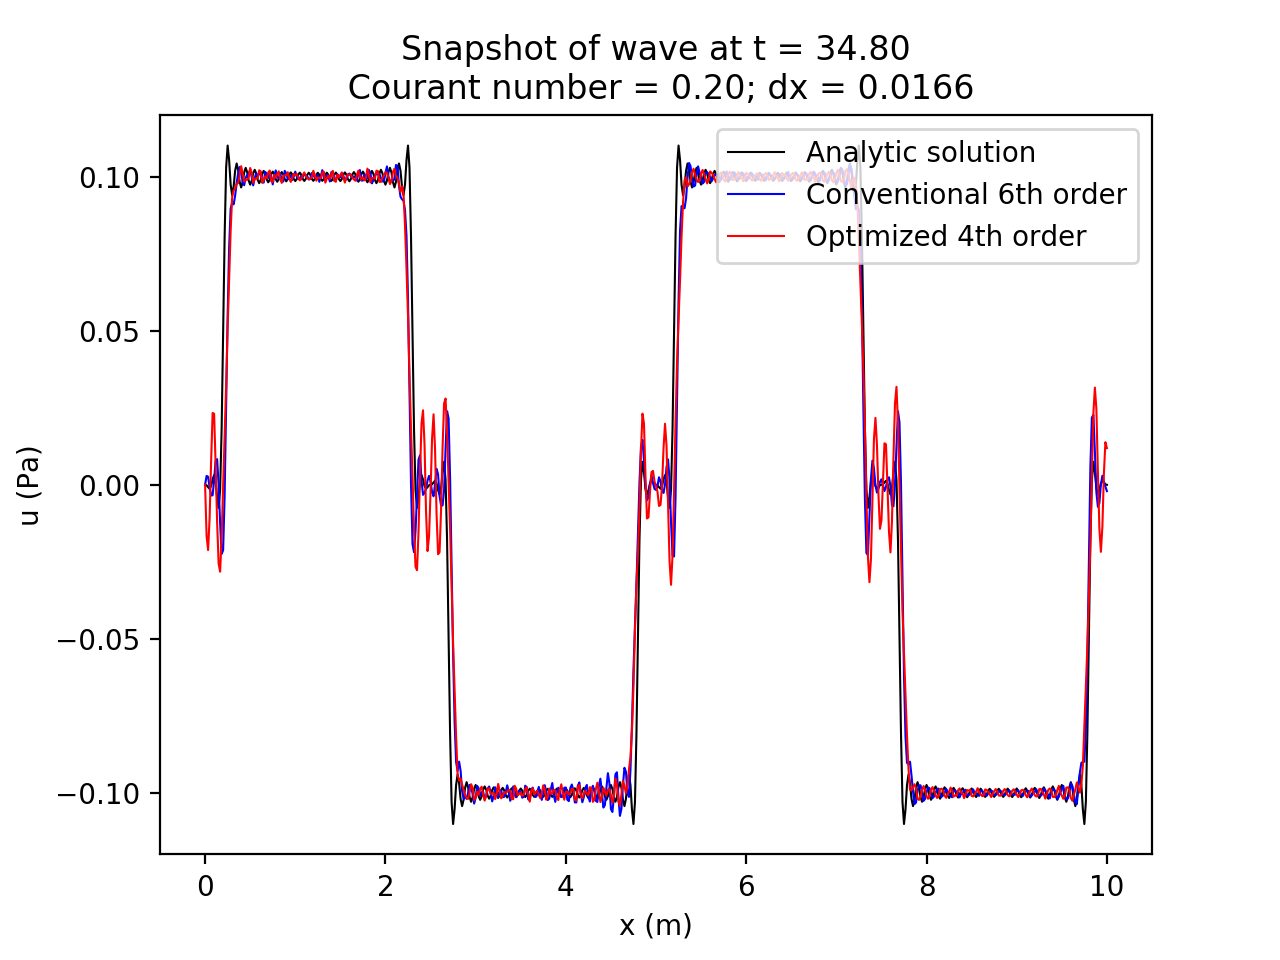 Snapshot of wave at t = 34.80
Courant number = 0.20; dx = 0.0166
Analytic solution
Conventional 6th order
Optimized 4th order
0.10
0.05
0.00
−0.05
−0.10
u (Pa)
0 2 4 6 8 10
x (m)